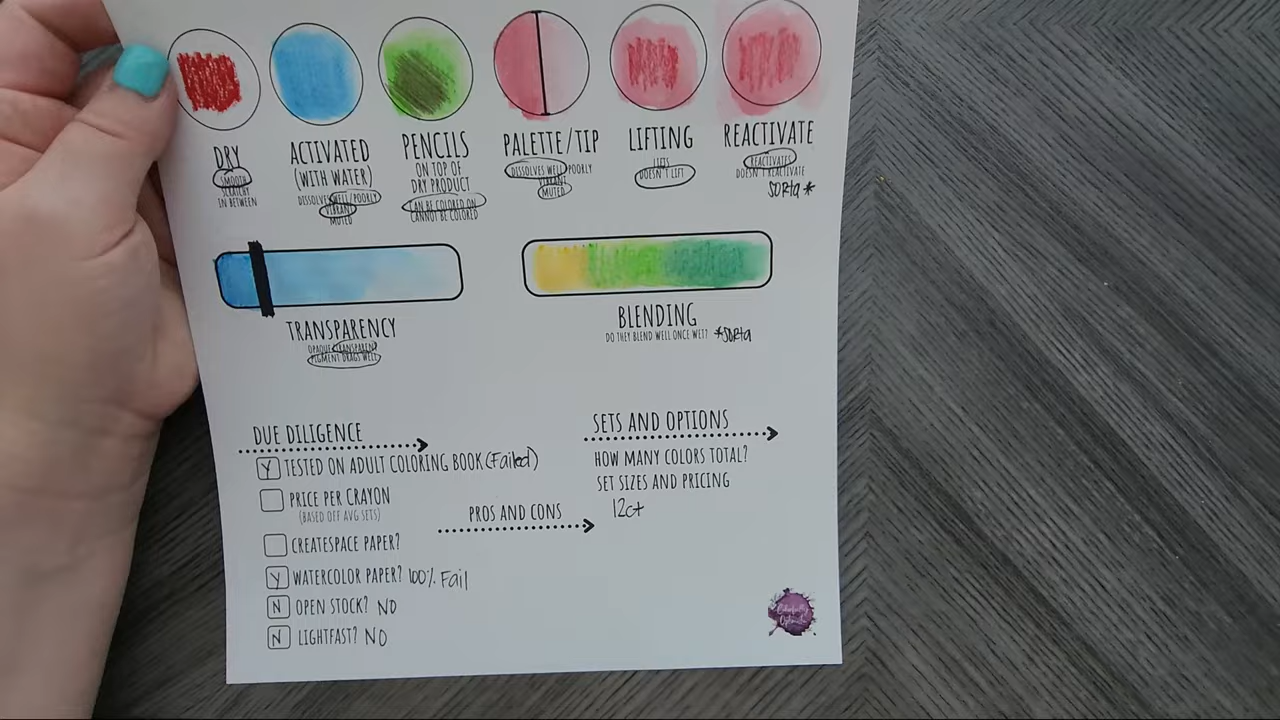 DRY
SMOOTH
SCRATCHY
IN BETWEEN
ACTIVATED
(WITH WATER)
DISSOLVES WELL/POORLY
VIBRANT
MUTED
PENCILS
ON TOP OF
DRY PRODUCT
CAN BE COLORED ON
CANNOT BE COLORED
PALETTE/TIP
DISSOLVES WELL/POORLY
VIBRANT
MUTED
LIFTING
LIFTS
DOESN'T LIFT
REACTIVATE
REACTIVATES
DOESN'T REACTIVATE
Sorta *
TRANSPARENCY
OPAQUE/TRANSPARENT
PIGMENT DRAGS WELL
BLENDING
DO THEY BLEND WELL ONCE WET? *Sorta
DUE DILIGENCE
Y TESTED ON ADULT COLORING BOOK (Failed)
PRICE PER CRAYON
(BASED OFF AVG SETS)
CREATESPACE PAPER?
Y WATERCOLOR PAPER? 100% Fail
N OPEN STOCK? NO
N LIGHTFAST? NO
PROS AND CONS
SETS AND OPTIONS
HOW MANY COLORS TOTAL?
SET SIZES AND PRICING
12ct